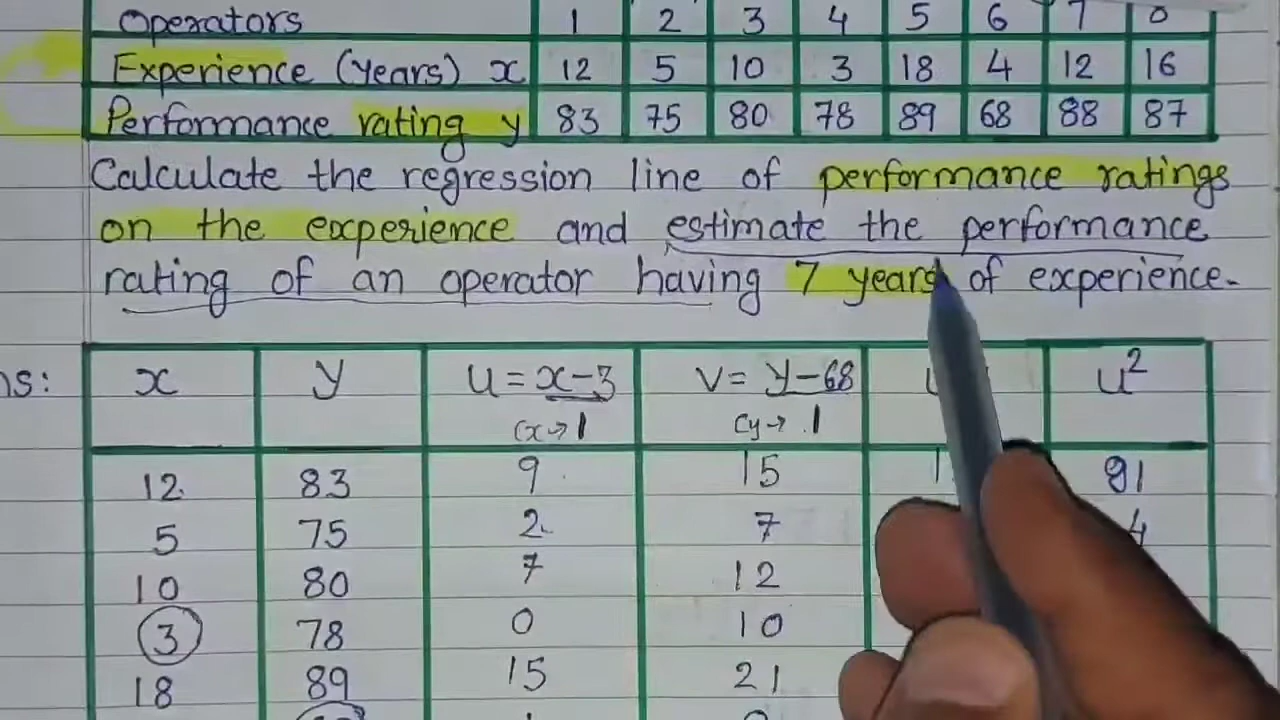 Operators 1 2 3 4 5 6 7 8
Experience (years) x 12 5 10 3 18 4 12 16
Performance rating y 83 75 80 78 89 68 88 87
Calculate the regression line of performance ratings
on the experience and estimate the performance
rating of an operator having 7 years of experience.
ns: x y u = x-3 v = y-68 u²
Cx→1 Cy→.1
12 83 9 15 1 81
5 75 2 7 4
10 80 7 12
3 78 0 10
18 89 15 21